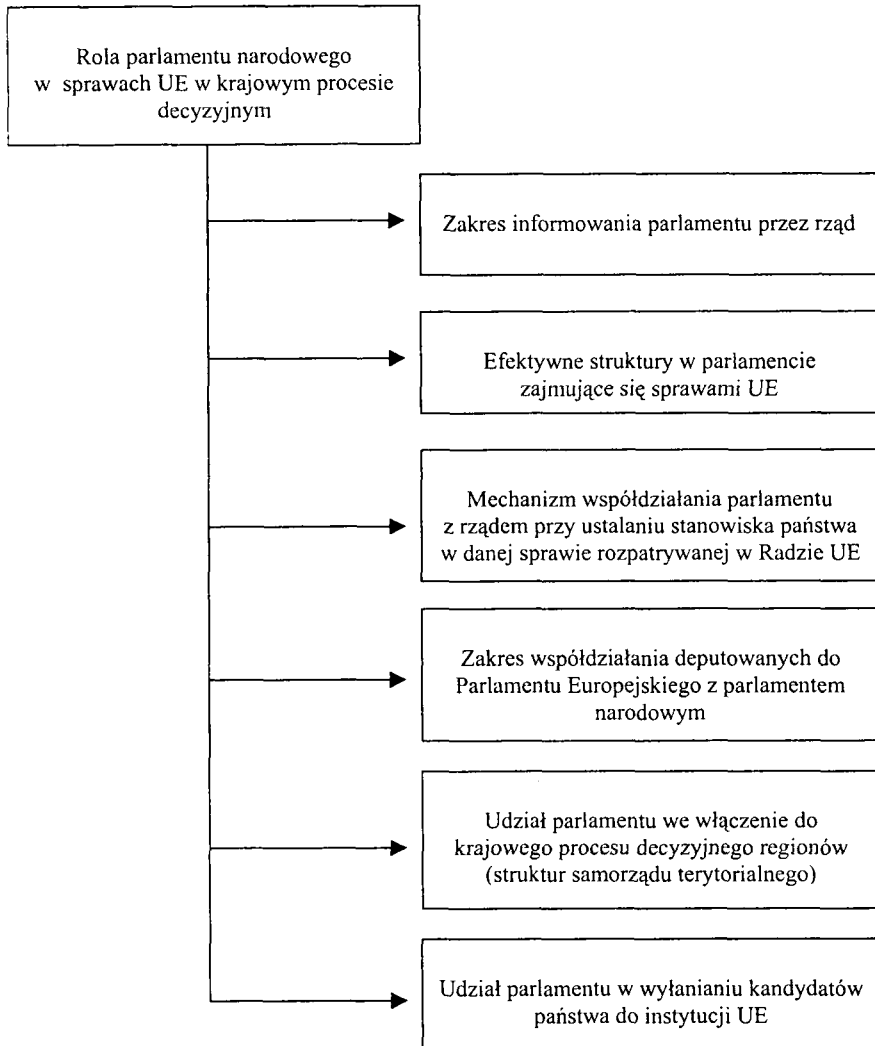 Rola parlamentu narodowego
w sprawach UE w krajowym procesie
decyzyjnym
Zakres informowania parlamentu przez rząd
Efektywne struktury w parlamencie
zajmujące się sprawami UE
Mechanizm współdziałania parlamentu
z rządem przy ustalaniu stanowiska państwa
w danej sprawie rozpatrywanej w Radzie UE
Zakres współdziałania deputowanych do
Parlamentu Europejskiego z parlamentem
narodowym
Udział parlamentu we włączenie do
krajowego procesu decyzyjnego regionów
(struktur samorządu terytorialnego)
Udział parlamentu w wyłanianiu kandydatów
państwa do instytucji UE